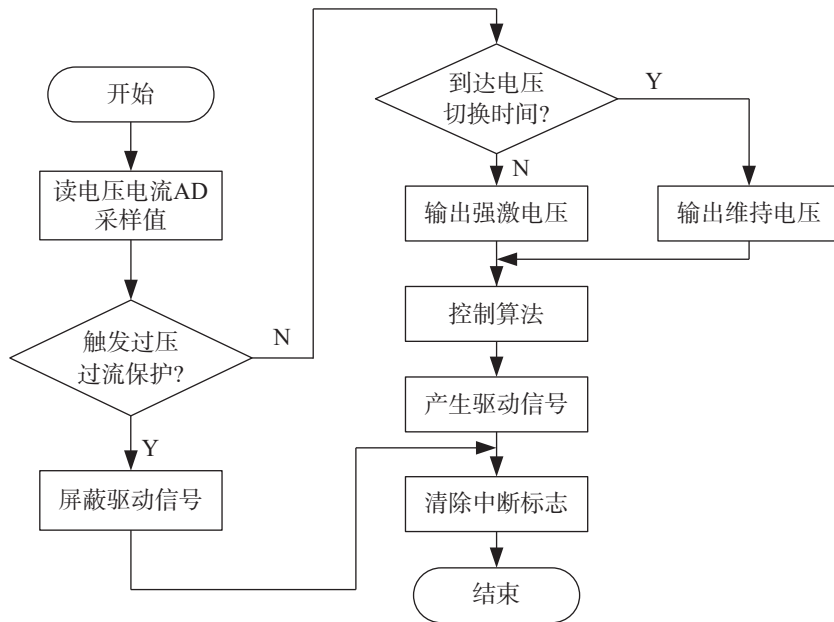 开始
读电压电流AD
采样值
触发过压
过流保护?
N
Y
屏蔽驱动信号
到达电压
切换时间?
Y
N
输出强激电压
输出维持电压
控制算法
产生驱动信号
清除中断标志
结束